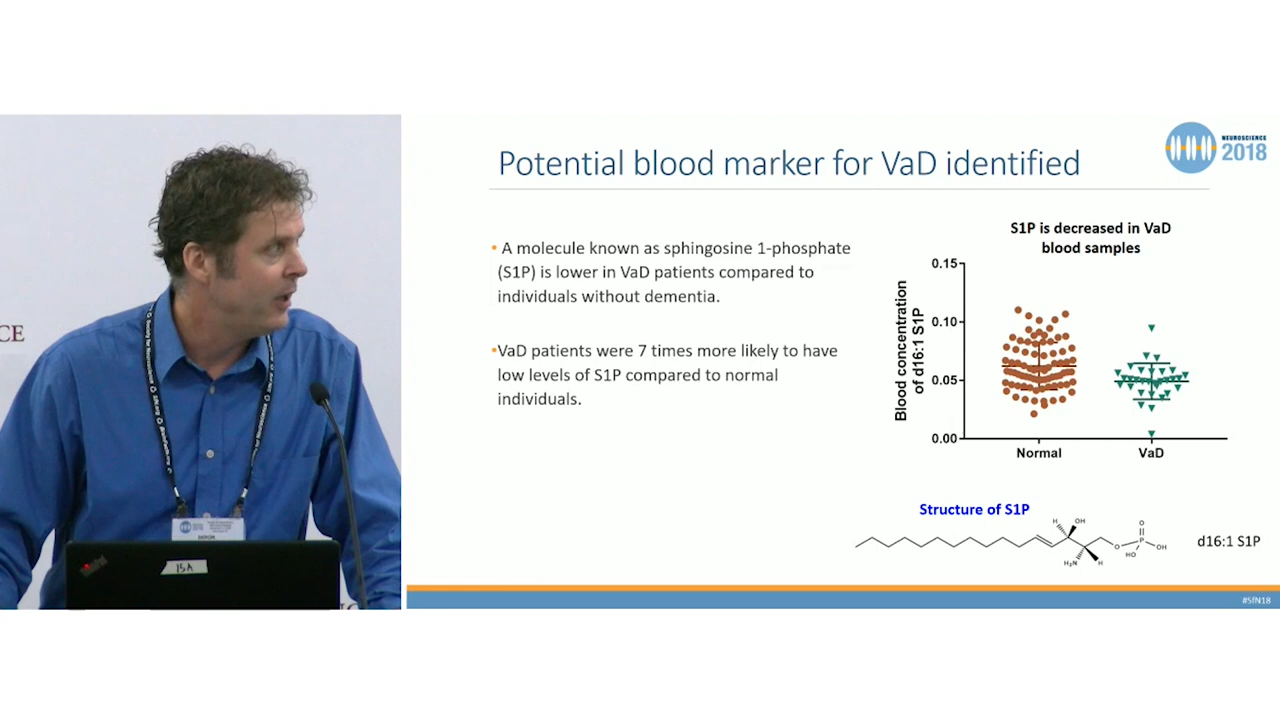 CE
ISA
Potential blood marker for VaD identified
NEUROSCIENCE
2018
• A molecule known as sphingosine 1-phosphate
(S1P) is lower in VaD patients compared to
individuals without dementia.
•VaD patients were 7 times more likely to have
low levels of S1P compared to normal
individuals.
S1P is decreased in VaD
blood samples
Blood concentration
of d16:1 S1P
0.15
0.10
0.05
0.00
Normal VaD
Structure of S1P
H OH
O
O P OH
HO
H₂N H
d16:1 S1P
#SfN18